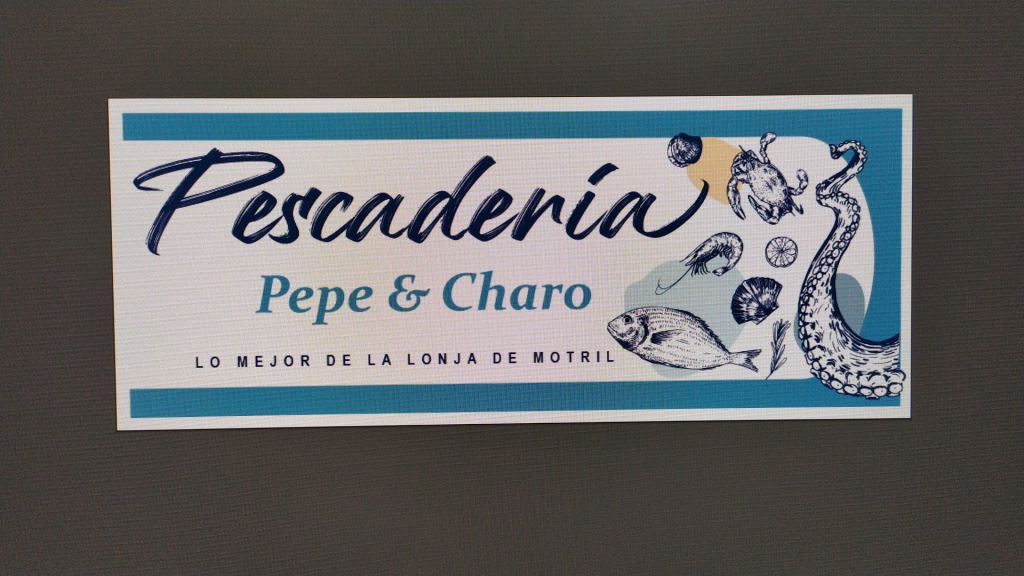 Pescadería
Pepe & Charo
LO MEJOR DE LA LONJA DE MOTRIL